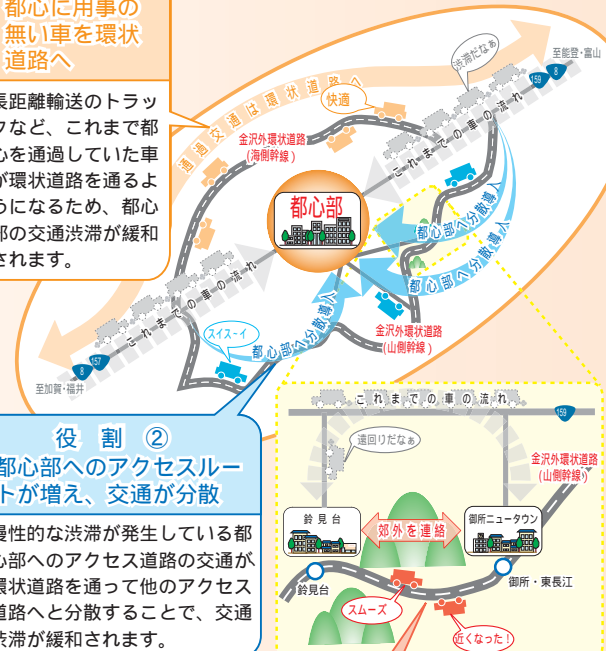 都心に用事の
無い車を環状
道路へ
長距離輸送のトラッ
クなど、これまで都
心を通過していた車
が環状道路を通るよ
うになるため、都心
部の交通渋滞が緩和
されます。
通過交通は環状道路へ
快適
渋滞だなぁ
至能登・富山
159
8
金沢外環状道路
(海側幹線)
これまでの車の流れ
都心部
都心部へ分散導入
都心部へ分散導入
これまでの車の流れ
スイスーイ
都心部へ分散導入
金沢外環状道路
(山側幹線)
157
8
至加賀・福井
役 割 ②
都心部へのアクセスルー
トが増え、交通が分散
慢性的な渋滞が発生している都
心部へのアクセス道路の交通が
環状道路を通って他のアクセス
道路へと分散することで、交通
渋滞が緩和されます。
これまでの車の流れ
159
遠回りだなぁ
金沢外環状道路
(山側幹線)
鈴見台
郊外を連絡
御所ニュータウン
鈴見台
御所・東長江
スムーズ
近くなった!